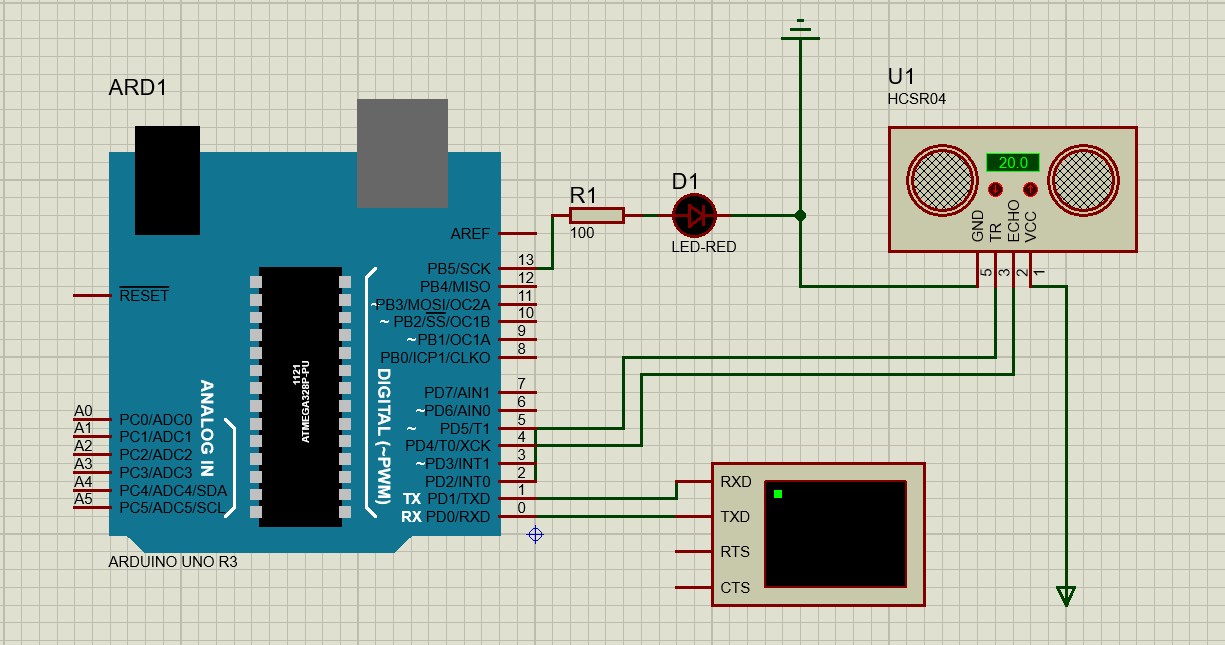 ARD1
ARDUINO UNO R3
RESET
AREF
PB5/SCK 13
PB4/MISO 12
~PB3/MOSI/OC2A 11
~ PB2/SS/OC1B 10
~ PB1/OC1A 9
PB0/ICP1/CLKO 8
PD7/AIN1 7
~ PD6/AIN0 6
~ PD5/T1 5
PD4/T0/XCK 4
~ PD3/INT1 3
PD2/INT0 2
TX PD1/TXD 1
RX PD0/RXD 0
DIGITAL (~PWM)
1121
ATMEGA328P-PU
ANALOG IN
A0 PC0/ADC0
A1 PC1/ADC1
A2 PC2/ADC2
A3 PC3/ADC3
A4 PC4/ADC4/SDA
A5 PC5/ADC5/SCL
R1
100
D1
LED-RED
U1
HCSR04
20.0
GND
TR
ECHO
VCC
5
3
2
1
RXD
TXD
RTS
CTS